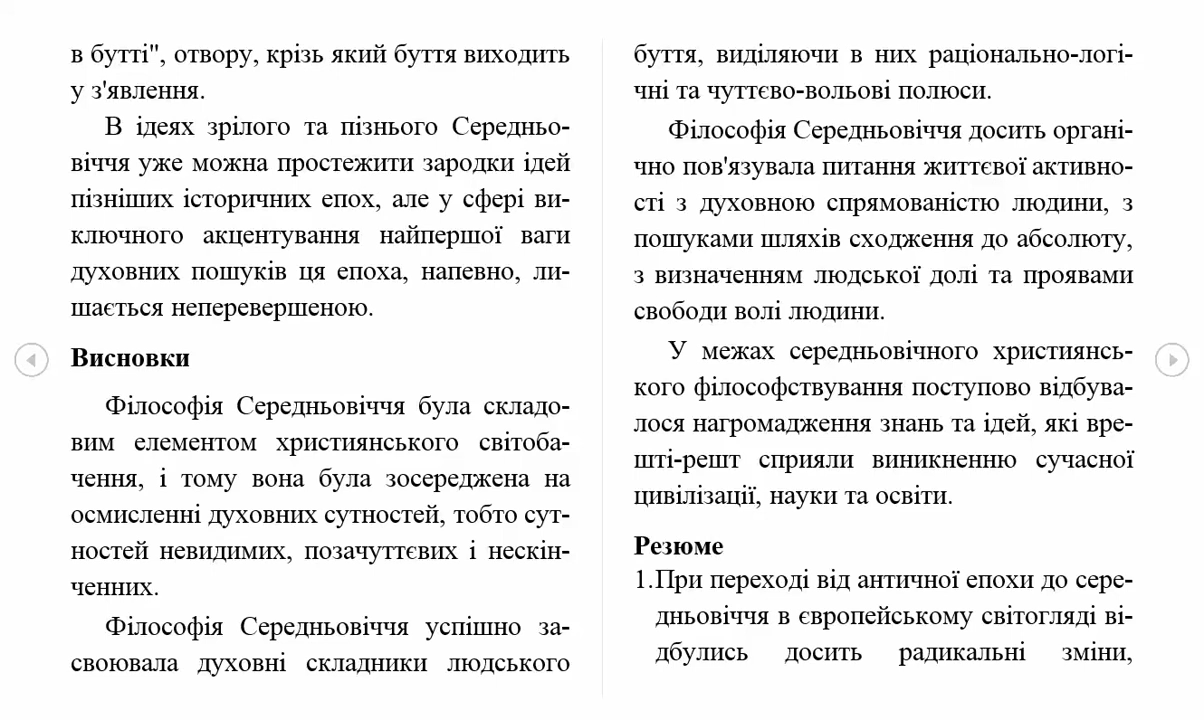 в бутті", отвору, крізь який буття виходить
у з'явлення.
В ідеях зрілого та пізнього Середньо-
віччя уже можна простежити зародки ідей
пізніших історичних епох, але у сфері ви-
ключного акцентування найпершої ваги
духовних пошуків ця епоха, напевно, ли-
шається неперевершеною.
Висновки
Філософія Середньовіччя була складо-
вим елементом християнського світоба-
чення, і тому вона була зосереджена на
осмисленні духовних сутностей, тобто сут-
ностей невидимих, позачуттєвих і нескін-
ченних.
Філософія Середньовіччя успішно за-
своювала духовні складники людського
буття, виділяючи в них раціонально-логі-
чні та чуттєво-вольові полюси.
Філософія Середньовіччя досить органі-
чно пов'язувала питання життєвої активно-
сті з духовною спрямованістю людини, з
пошуками шляхів сходження до абсолюту,
з визначенням людської долі та проявами
свободи волі людини.
У межах середньовічного християнсь-
кого філософствування поступово відбува-
лося нагромадження знань та ідей, які вре-
шті-решт сприяли виникненню сучасної
цивілізації, науки та освіти.
Резюме
1.При переході від античної епохи до сере-
дньовіччя в європейському світогляді ві-
дбулись досить радикальні зміни,